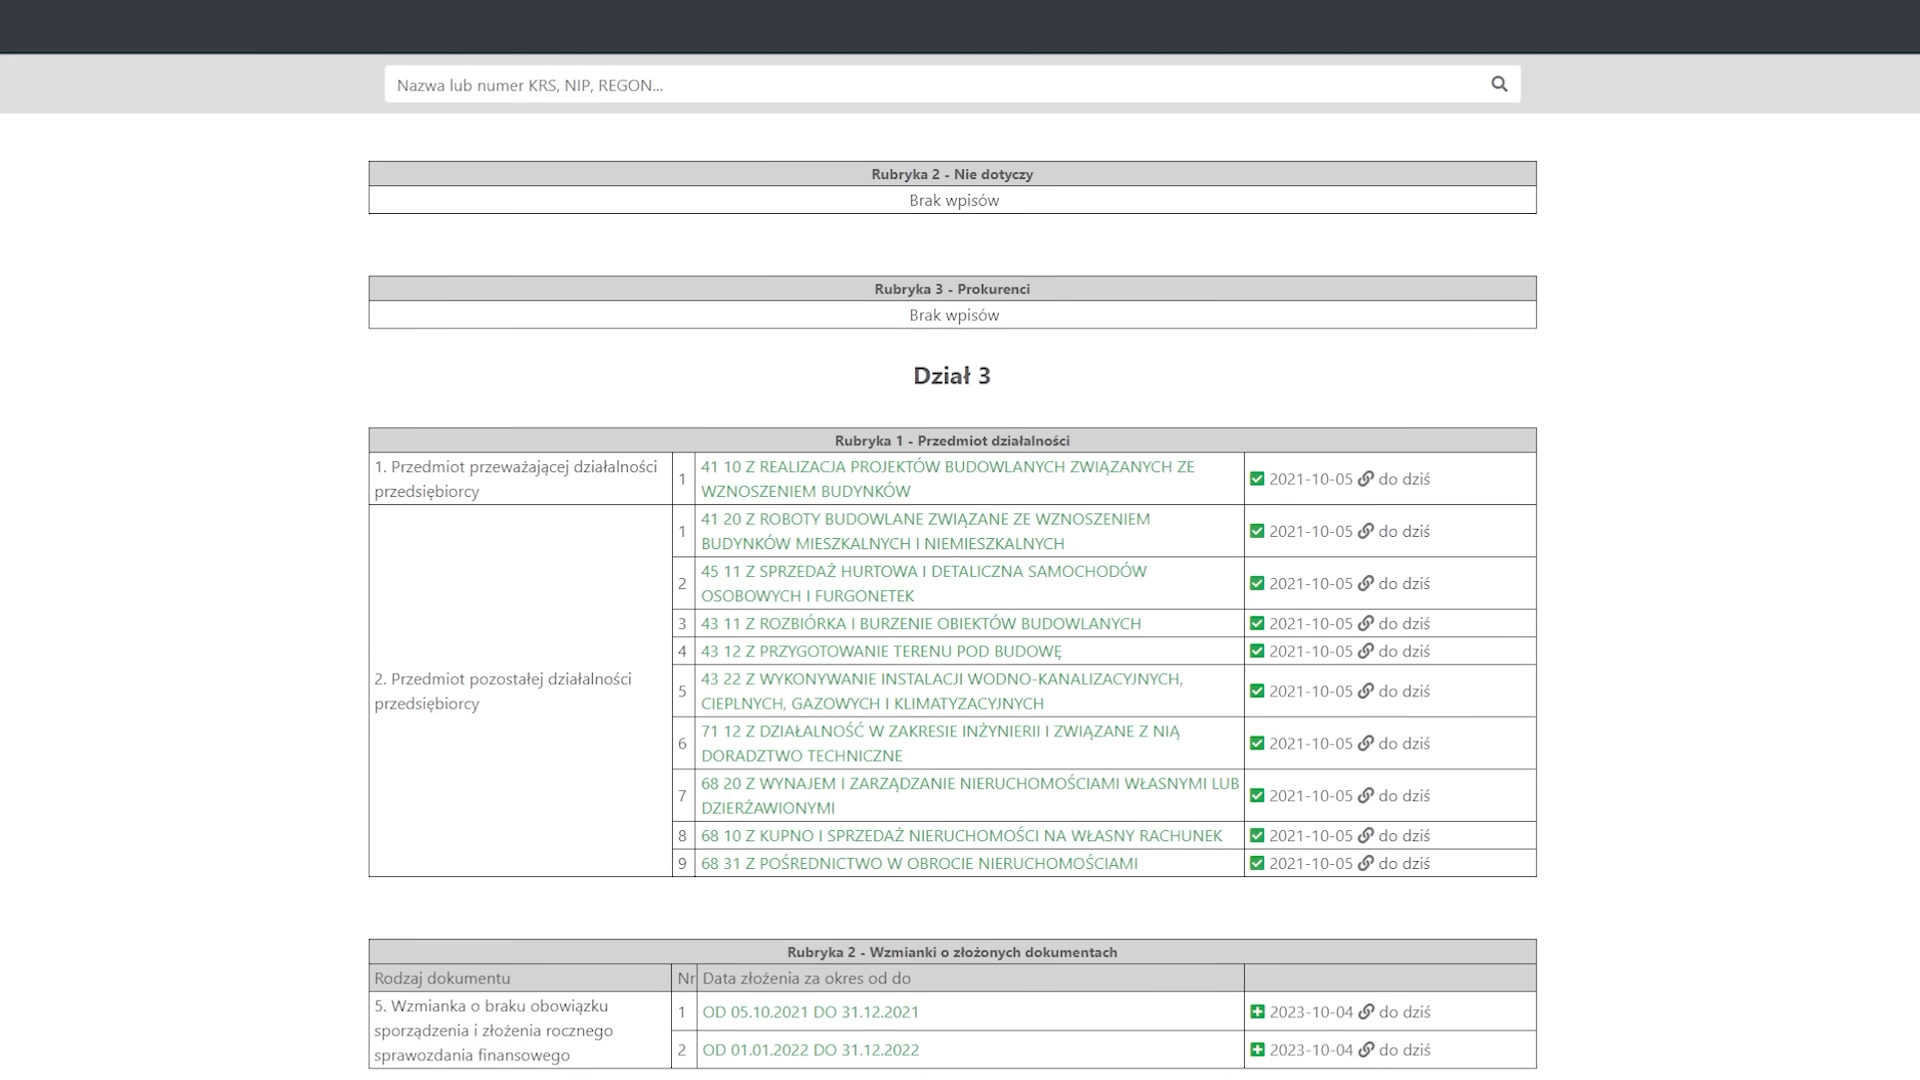 Nazwa lub numer KRS, NIP, REGON...
Rubryka 2 - Nie dotyczy
Brak wpisów
Rubryka 3 - Prokurenci
Brak wpisów
Dział 3
Rubryka 1 - Przedmiot działalności
1. Przedmiot przeważającej działalności
przedsiębiorcy
1
41 10 Z REALIZACJA PROJEKTÓW BUDOWLANYCH ZWIĄZANYCH ZE
WZNOSZENIEM BUDYNKÓW
2021-10-05 do dziś
2. Przedmiot pozostałej działalności
przedsiębiorcy
1
41 20 Z ROBOTY BUDOWLANE ZWIĄZANE ZE WZNOSZENIEM
BUDYNKÓW MIESZKALNYCH I NIEMIESZKALNYCH
2021-10-05 do dziś
2
45 11 Z SPRZEDAŻ HURTOWA I DETALICZNA SAMOCHODÓW
OSOBOWYCH I FURGONETEK
2021-10-05 do dziś
3 43 11 Z ROZBIÓRKA I BURZENIE OBIEKTÓW BUDOWLANYCH 2021-10-05 do dziś
4 43 12 Z PRZYGOTOWANIE TERENU POD BUDOWĘ 2021-10-05 do dziś
5
43 22 Z WYKONYWANIE INSTALACJI WODNO-KANALIZACYJNYCH,
CIEPLNYCH, GAZOWYCH I KLIMATYZACYJNYCH
2021-10-05 do dziś
6
71 12 Z DZIAŁALNOŚĆ W ZAKRESIE INŻYNIERII I ZWIĄZANE Z NIĄ
DORADZTWO TECHNICZNE
2021-10-05 do dziś
7
68 20 Z WYNAJEM I ZARZĄDZANIE NIERUCHOMOŚCIAMI WŁASNYMI LUB
DZIERŻAWIONYMI
2021-10-05 do dziś
8 68 10 Z KUPNO I SPRZEDAŻ NIERUCHOMOŚCI NA WŁASNY RACHUNEK 2021-10-05 do dziś
9 68 31 Z POŚREDNICTWO W OBROCIE NIERUCHOMOŚCIAMI 2021-10-05 do dziś
Rubryka 2 - Wzmianki o złożonych dokumentach
Rodzaj dokumentu Nr Data złożenia za okres od do
5. Wzmianka o braku obowiązku
sporządzenia i złożenia rocznego
sprawozdania finansowego
1 OD 05.10.2021 DO 31.12.2021 2023-10-04 do dziś
2 OD 01.01.2022 DO 31.12.2022 2023-10-04 do dziś